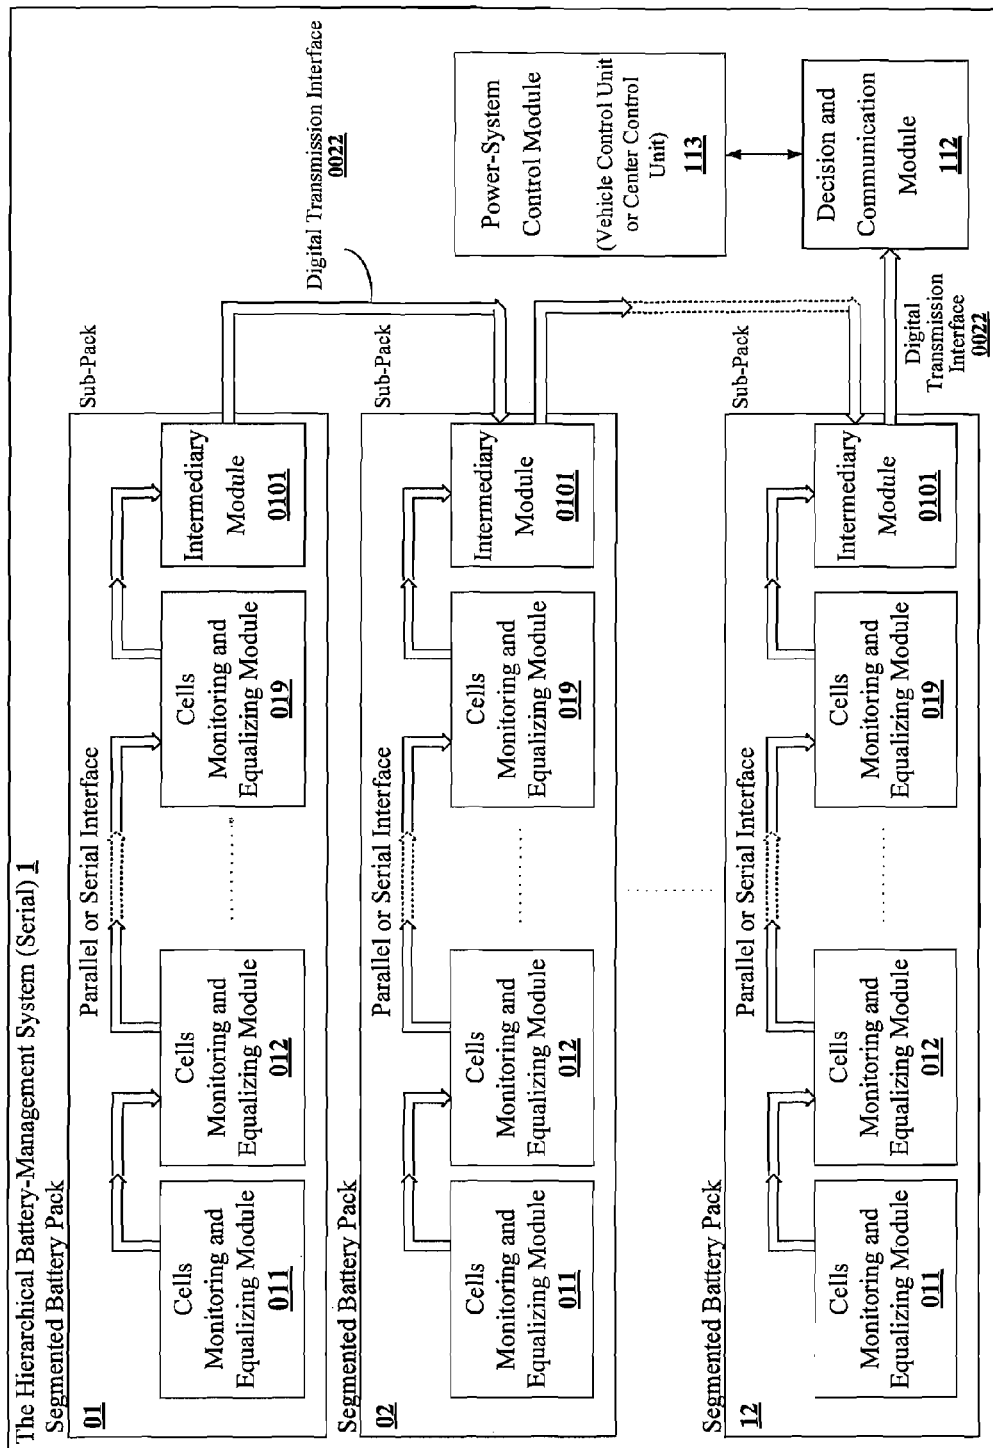 The Hierarchical Battery-Management System (Serial) 1
Segmented Battery Pack
01
Parallel or Serial Interface
Sub-Pack
Cells
Monitoring and
Equalizing Module
011
Cells
Monitoring and
Equalizing Module
012
Cells
Monitoring and
Equalizing Module
019
Intermediary
Module
0101
Digital Transmission Interface
0022
Segmented Battery Pack
02
Parallel or Serial Interface
Sub-Pack
Cells
Monitoring and
Equalizing Module
011
Cells
Monitoring and
Equalizing Module
012
Cells
Monitoring and
Equalizing Module
019
Intermediary
Module
0101
Power-System
Control Module
(Vehicle Control Unit
or Center Control
Unit)
113
Segmented Battery Pack
12
Parallel or Serial Interface
Sub-Pack
Cells
Monitoring and
Equalizing Module
011
Cells
Monitoring and
Equalizing Module
012
Cells
Monitoring and
Equalizing Module
019
Intermediary
Module
0101
Decision and
Communication
Module
112
Digital
Transmission
Interface
0022